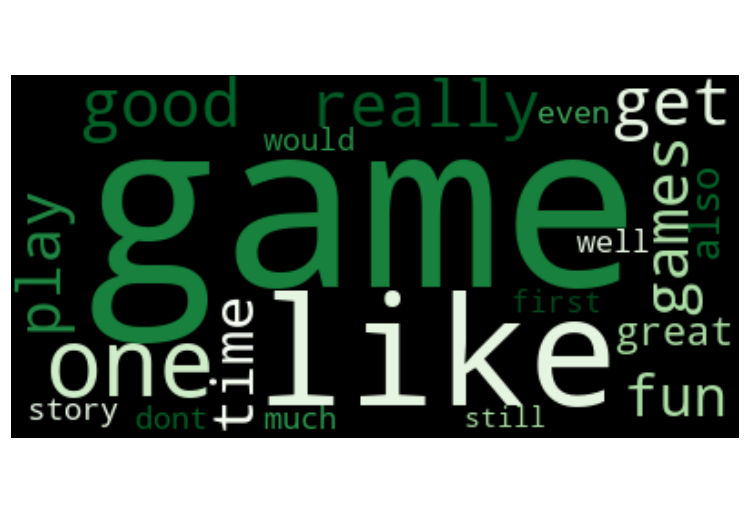 good
really
even
get
would
game
play
games
also
well
like
first
one
time
great
fun
story
dont
much
still